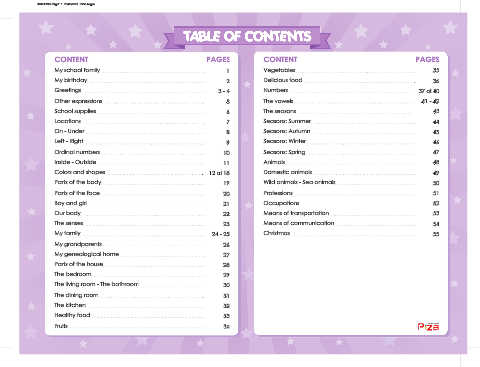 TABLE OF CONTENTS
CONTENT PAGES
My school family 1
My birthday 2
Greetings 3 - 4
Other expressions 5
School supplies 6
Locations 7
On - Under 8
Left - Right 9
Ordinal numbers 10
Inside - Outside 11
Colors and shapes 12 al 18
Parts of the body 19
Parts of the face 20
Boy and girl 21
Our body 22
The senses 23
My family 24 - 25
My grandparents 26
My genealogical home 27
Parts of the house 28
The bedroom 29
The living room - The bathroom 30
The dining room 31
The kitchen 32
Healthy food 33
Fruits 34
CONTENT PAGES
Vegetables 35
Delicious food 36
Numbers 37 al 40
The vowels 41 - 42
The seasons 43
Seasons: Summer 44
Seasons: Autumn 45
Seasons: Winter 46
Seasons: Spring 47
Animals 48
Domestic animals 49
Wild animals - Sea animals 50
Professions 51
Occupations 52
Means of transportation 53
Means of communication 54
Christmas 55